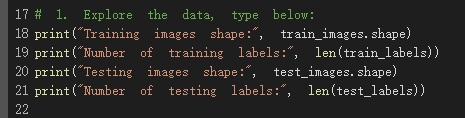 17 # 1. Explore the data, type below:
18 print("Training images shape:", train_images.shape)
19 print("Number of training labels:", len(train_labels))
20 print("Testing images shape:", test_images.shape)
21 print("Number of testing labels:", len(test_labels))
22